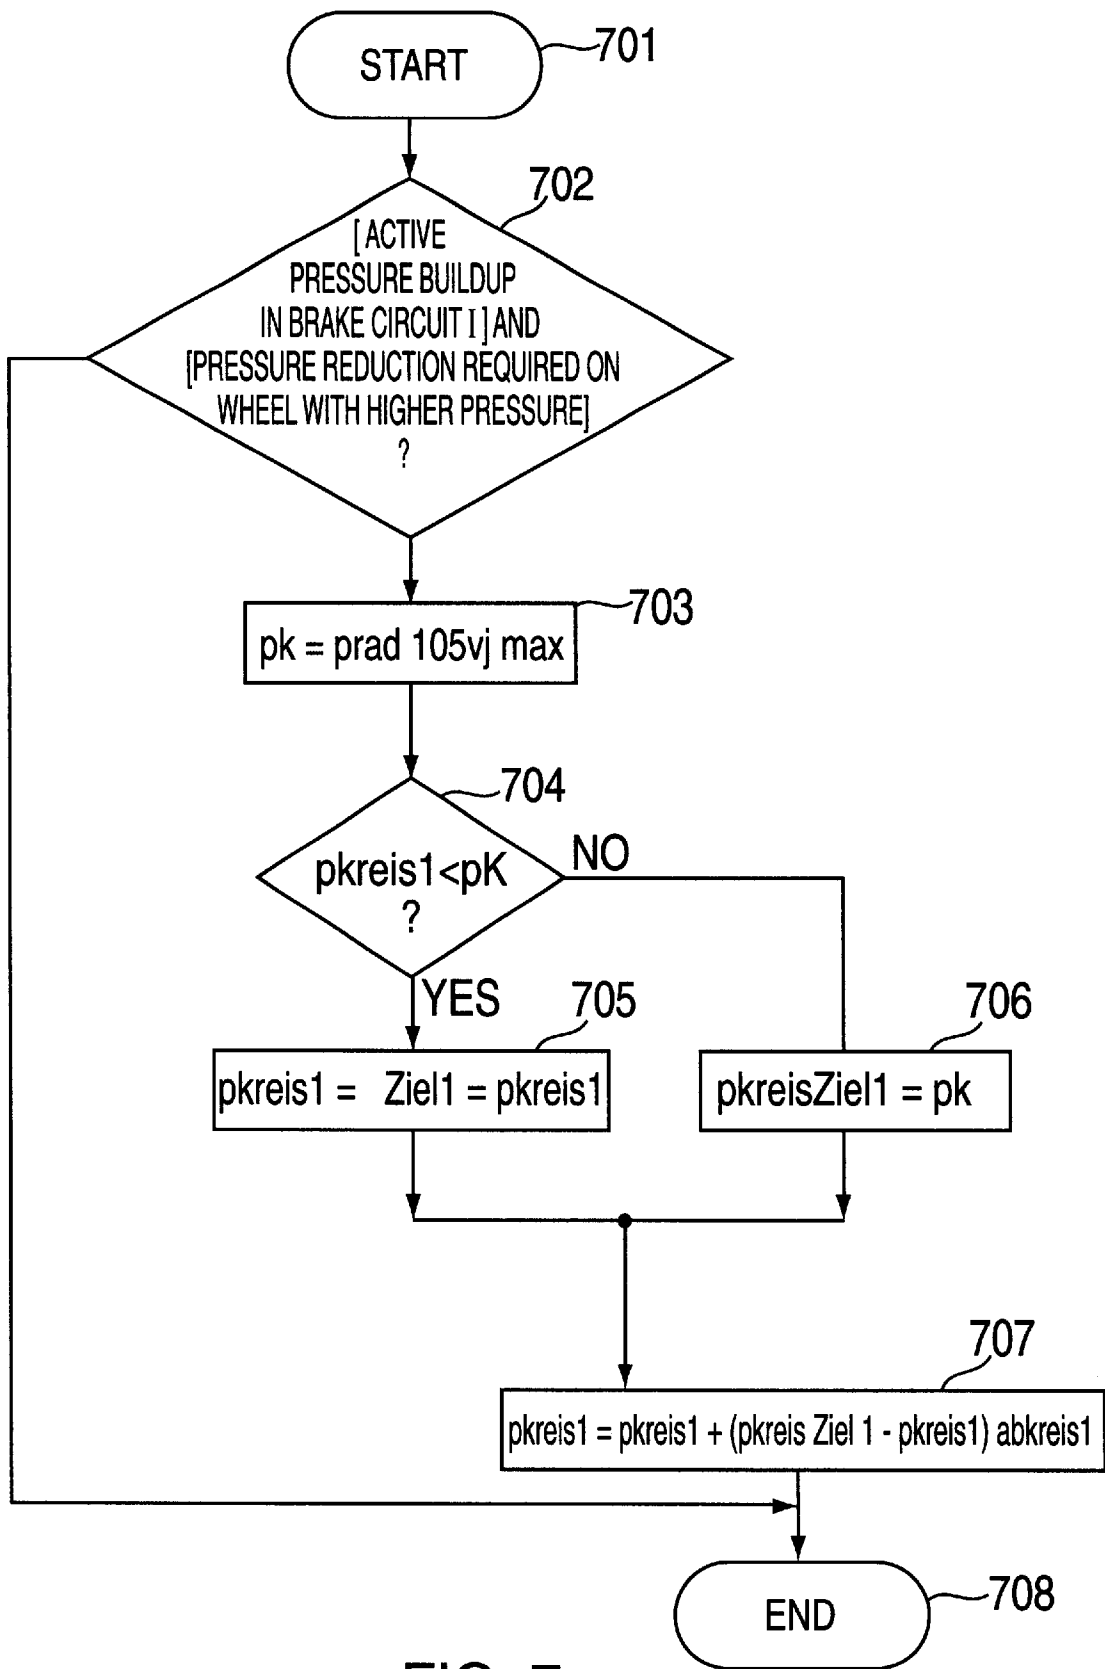 START
701
702
[ ACTIVE
PRESSURE BUILDUP
IN BRAKE CIRCUIT I ] AND
[PRESSURE REDUCTION REQUIRED ON
WHEEL WITH HIGHER PRESSURE]
?
703
pk = prad 105vj max
704
pkreis1<pK
?
NO
YES
705
706
pkreis1 = Ziel1 = pkreis1
pkreisZiel1 = pk
707
pkreis1 = pkreis1 + (pkreis Ziel 1 - pkreis1) abkreis1
END
708